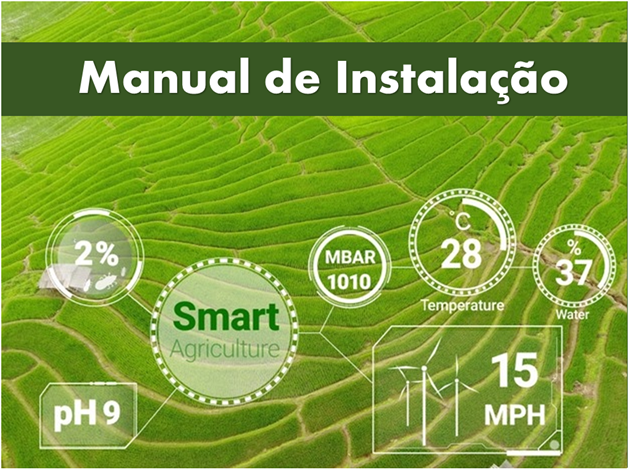 Manual de Instalação
2%
Smart
Agriculture
pH 9
MBAR
1010
°C
28
Temperature
%
37
Water
15
MPH